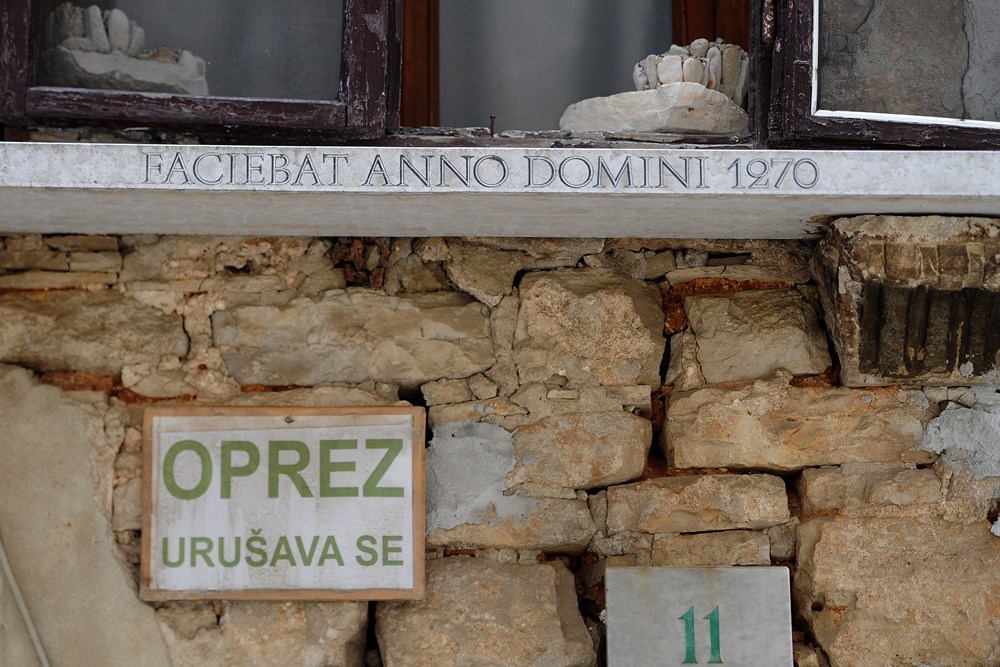 FACIEBAT ANNO DOMINI 1270
OPREZ
URUŠAVA SE
11